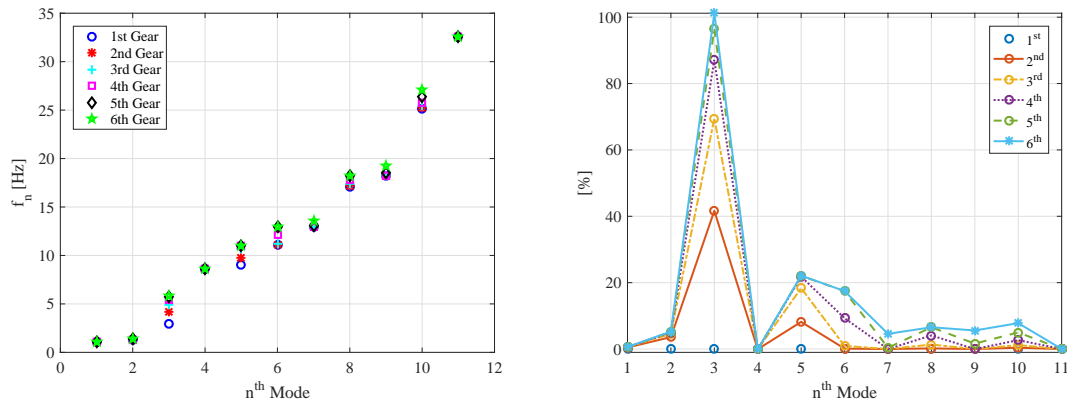 35
30
25
20
15
10
5
0
f_n [Hz]
0 2 4 6 8 10 12
n^th Mode
1st Gear
2nd Gear
3rd Gear
4th Gear
5th Gear
6th Gear
100
80
60
40
20
0
[%]
1 2 3 4 5 6 7 8 9 10 11
n^th Mode
1^st
2^nd
3^rd
4^th
5^th
6^th